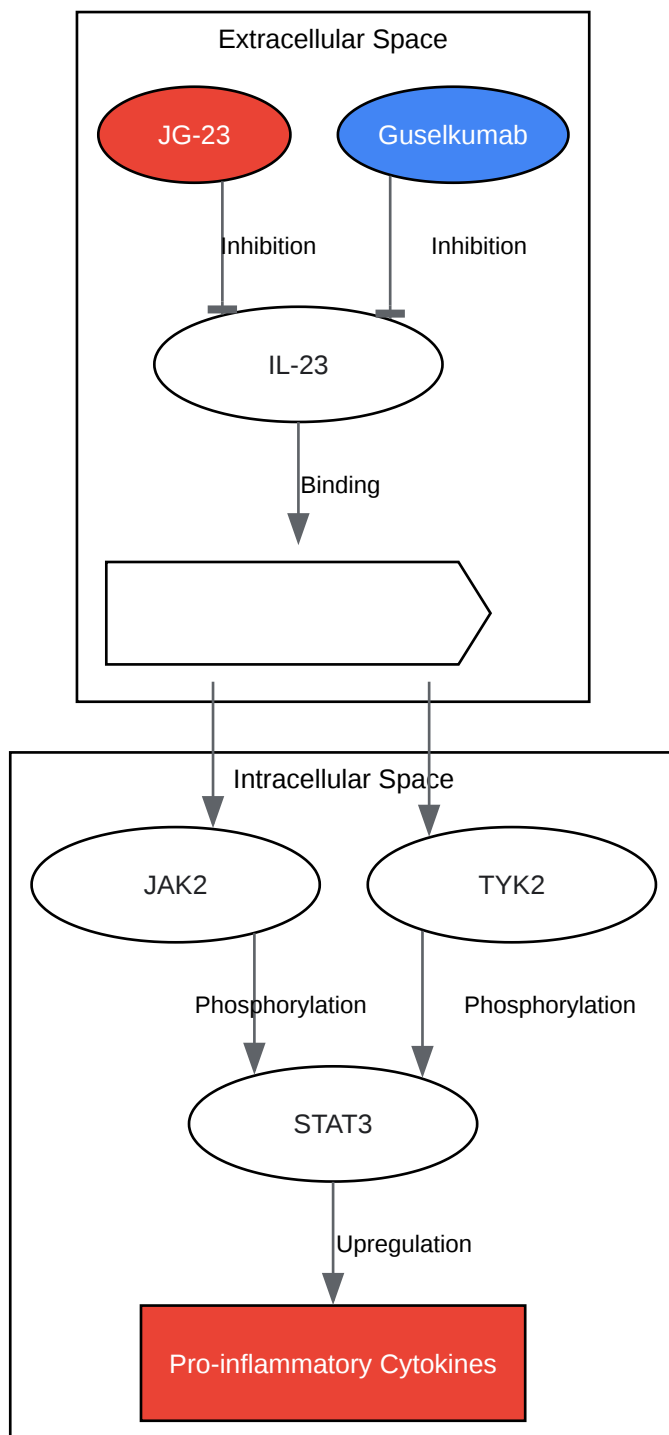 Extracellular Space
JG-23
Guselkumab
Inhibition
Inhibition
IL-23
Binding
Intracellular Space
JAK2
TYK2
Phosphorylation
Phosphorylation
STAT3
Upregulation
Pro-inflammatory Cytokines